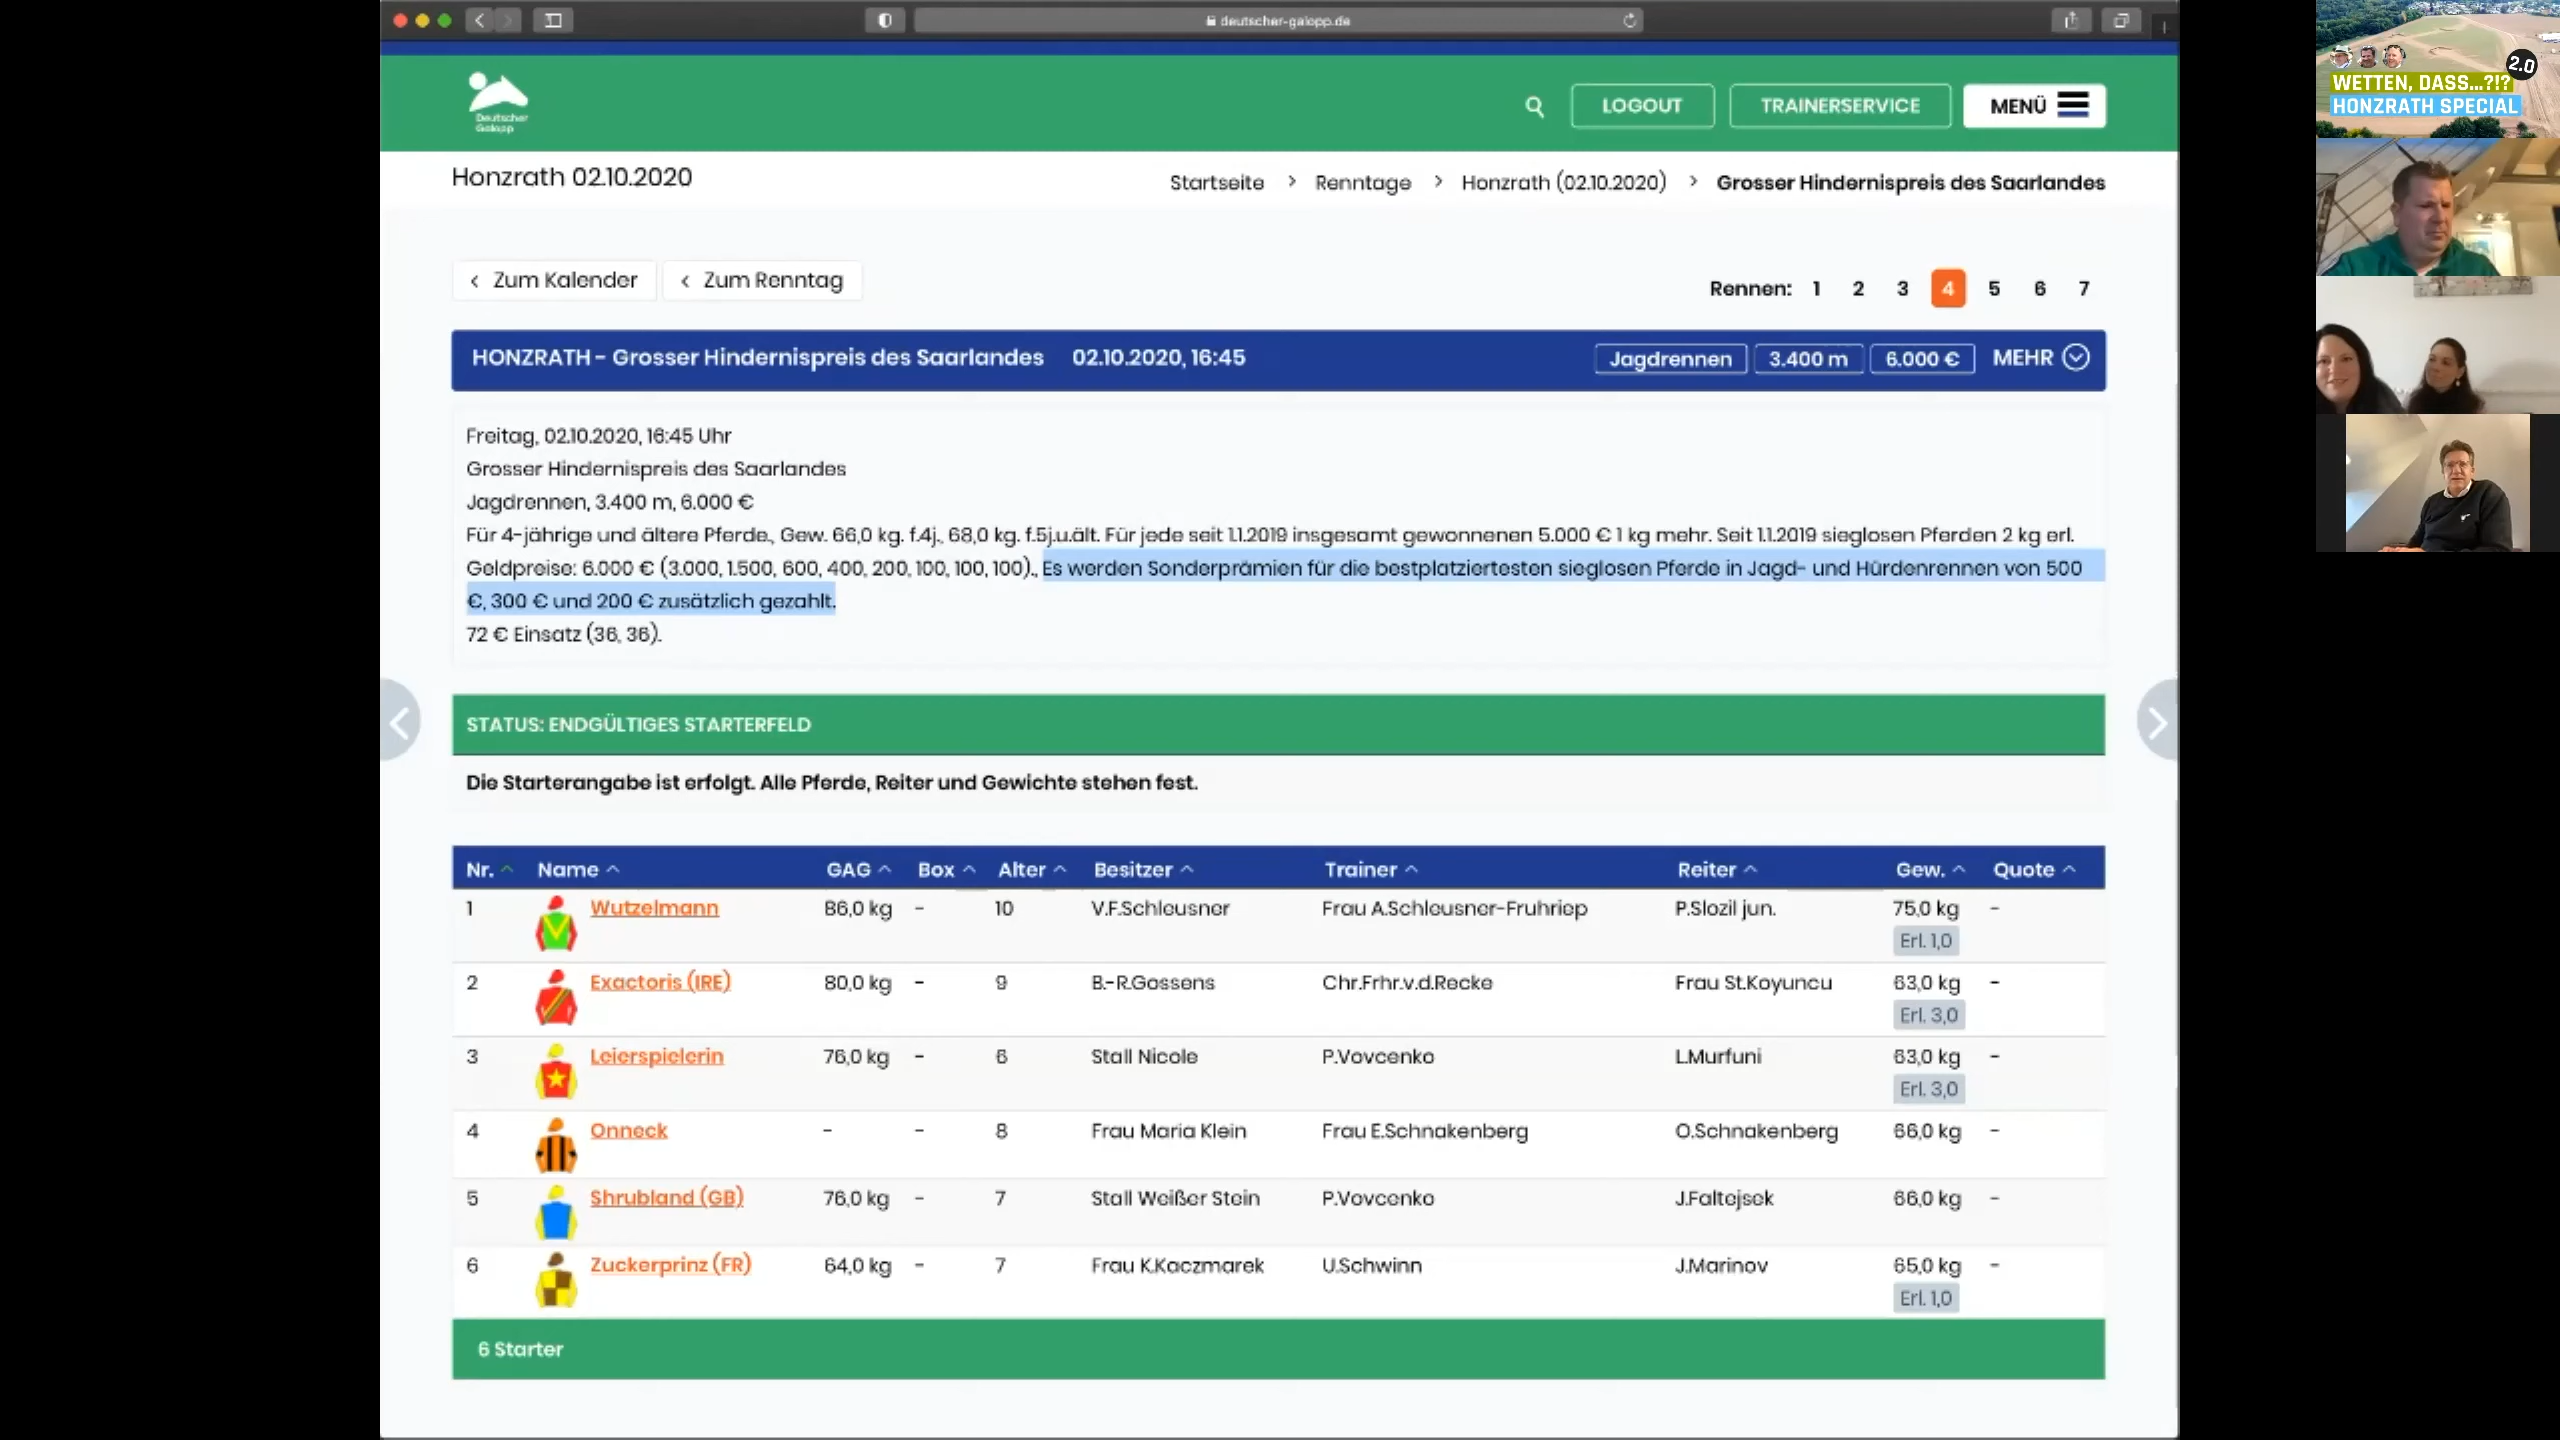 deutscher-galopp.de
Deutscher
Galopp
LOGOUT
TRAINERSERVICE
MENÜ
Honzrath 02.10.2020
Startseite > Renntage > Honzrath (02.10.2020) > Grosser Hindernispreis des Saarlandes
‹ Zum Kalender
‹ Zum Renntag
Rennen: 1 2 3 4 5 6 7
HONZRATH - Grosser Hindernispreis des Saarlandes 02.10.2020, 16:45 Jagdrennen 3.400 m 6.000 € MEHR
Freitag, 02.10.2020, 16:45 Uhr
Grosser Hindernispreis des Saarlandes
Jagdrennen, 3.400 m, 6.000 €
Für 4-jährige und ältere Pferde., Gew. 66,0 kg. f.4j., 68,0 kg. f.5j.u.ält. Für jede seit 1.1.2019 insgesamt gewonnenen 5.000 € 1 kg mehr. Seit 1.1.2019 sieglosen Pferden 2 kg erl.
Geldpreise: 6.000 € (3.000, 1.500, 600, 400, 200, 100, 100, 100)., Es werden Sonderprämien für die bestplatziertesten sieglosen Pferde in Jagd- und Hürdenrennen von 500
€, 300 € und 200 € zusätzlich gezahlt.
72 € Einsatz (36, 36).
STATUS: ENDGÜLTIGES STARTERFELD
Die Starterangabe ist erfolgt. Alle Pferde, Reiter und Gewichte stehen fest.
Nr. Name GAG Box Alter Besitzer Trainer Reiter Gew. Quote
1 Wutzelmann 86,0 kg - 10 V.F.Schleusner Frau A.Schleusner-Fruhriep P.Slozil jun. 75,0 kg -
Erl. 1,0
2 Exactoris (IRE) 80,0 kg - 9 B.-R.Gossens Chr.Frhr.v.d.Recke Frau St.Koyuncu 63,0 kg -
Erl. 3,0
3 Leierspielerin 76,0 kg - 6 Stall Nicole P.Vovcenko L.Murfuni 63,0 kg -
Erl. 3,0
4 Onneck - - 8 Frau Maria Klein Frau E.Schnakenberg O.Schnakenberg 66,0 kg -
5 Shrubland (GB) 76,0 kg - 7 Stall Weißer Stein P.Vovcenko J.Faltejsek 66,0 kg -
6 Zuckerprinz (FR) 64,0 kg - 7 Frau K.Kaczmarek U.Schwinn J.Marinov 65,0 kg -
Erl. 1,0
6 Starter
2.0
WETTEN, DASS...?!?
HONZRATH SPECIAL